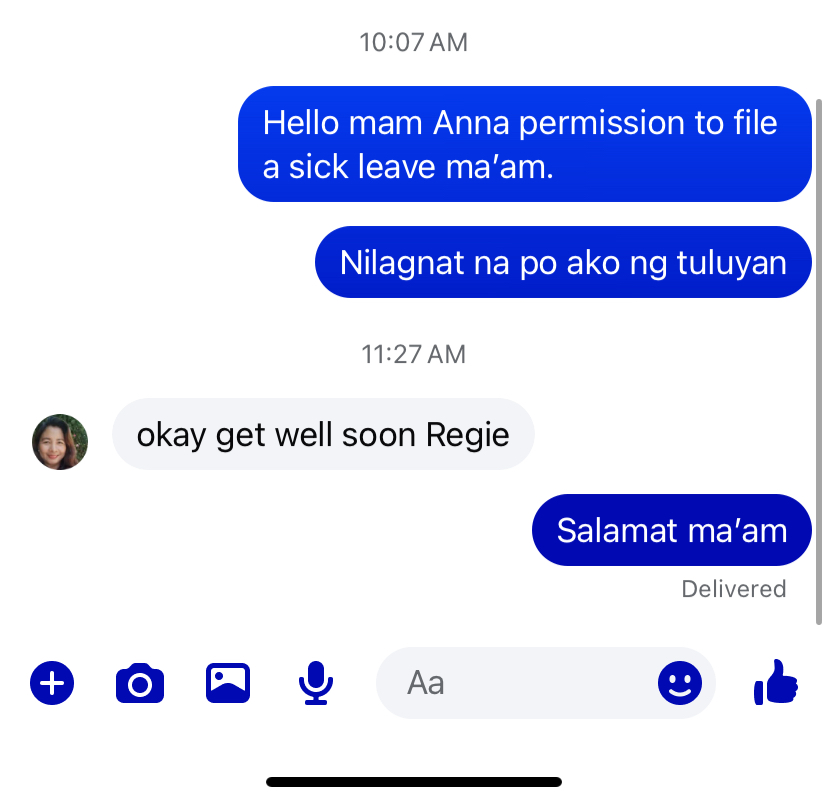 10:07 AM
Hello mam Anna permission to file
a sick leave ma’am.
Nilagnat na po ako ng tuluyan
11:27 AM
okay get well soon Regie
Salamat ma’am
Delivered
Aa